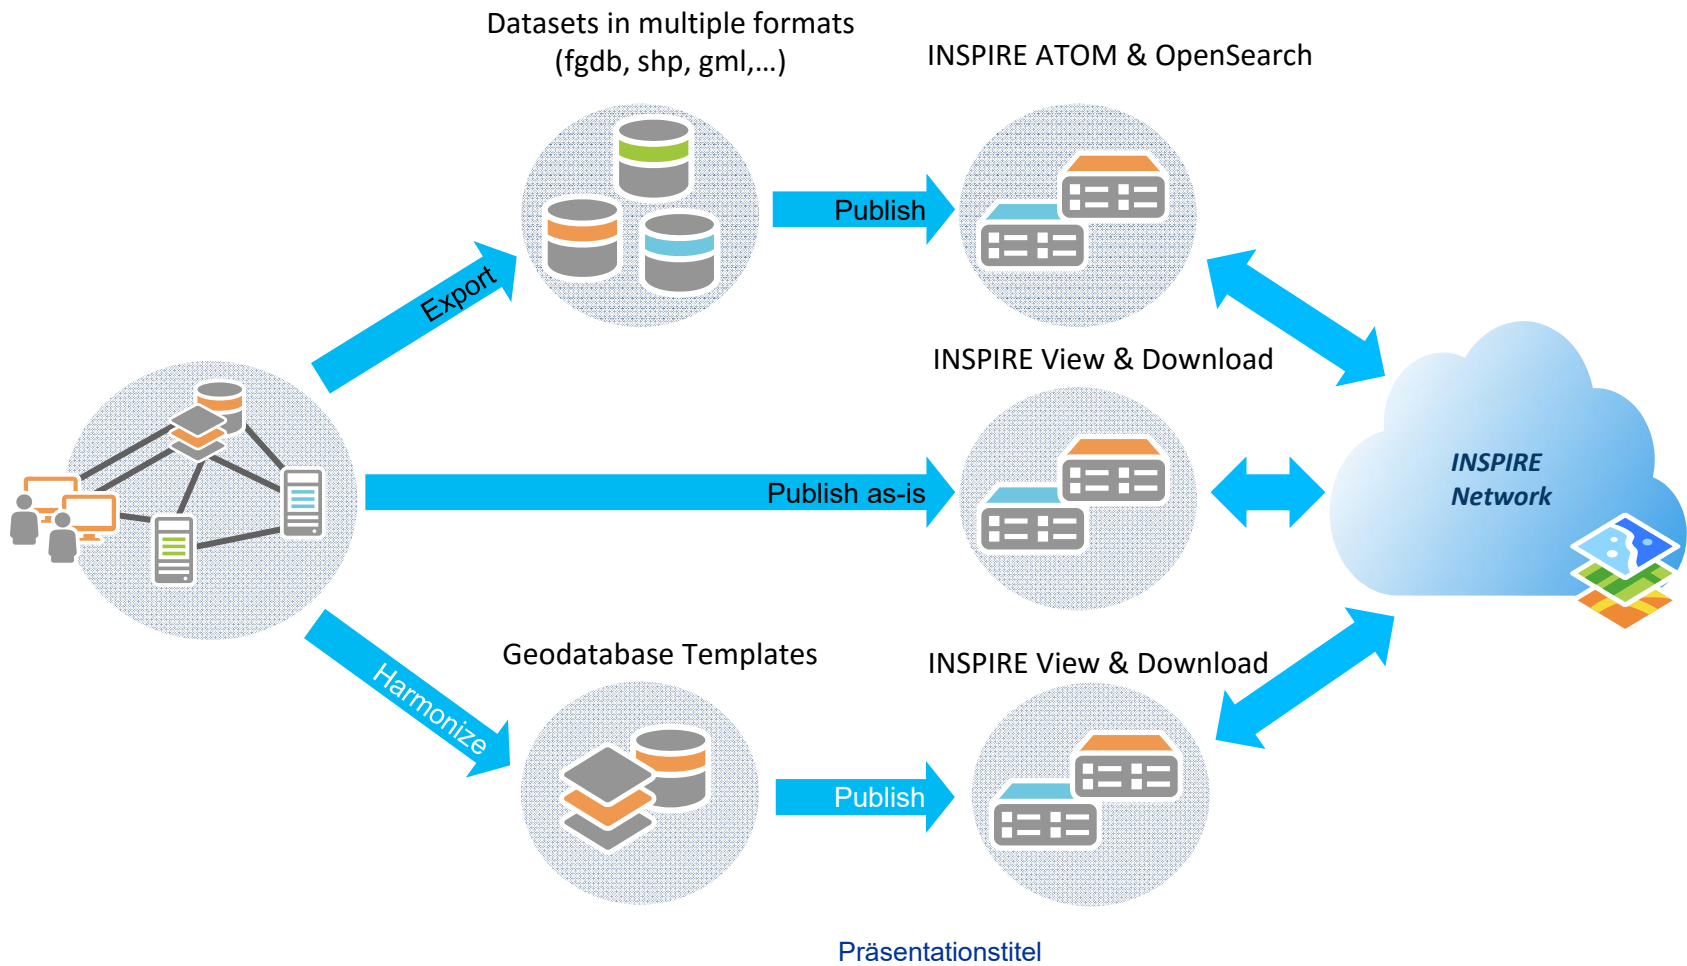 Datasets in multiple formats
(fgdb, shp, gml,...)
INSPIRE ATOM & OpenSearch
Publish
Export
INSPIRE View & Download
Publish as-is
INSPIRE
Network
Harmonize
Geodatabase Templates
INSPIRE View & Download
Publish
Präsentationstitel